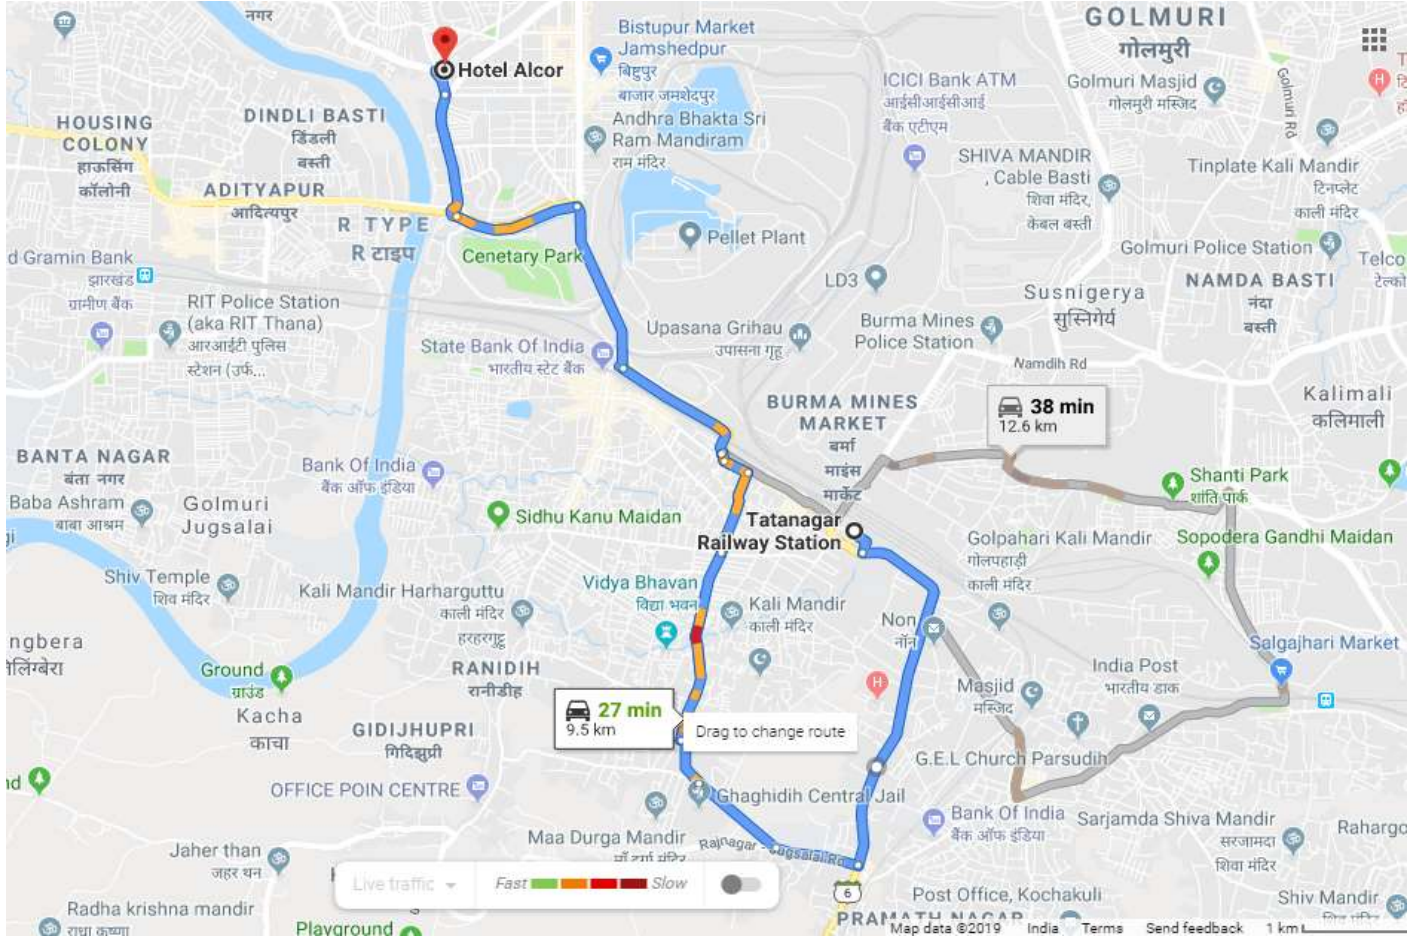 नगर
GOLMURI
गोलमुरी
Bistupur Market
Jamshedpur
बिष्टुपुर
बाजार जमशेदपुर
Hotel Alcor
ICICI Bank ATM
आईसीआईसीआई
बैंक एटीएम
Golmuri Masjid
गोलमुरी मस्जिद
Golmuri Rd
HOUSING
COLONY
हाऊसिंग
कॉलोनी
DINDLI BASTI
डिंडली
बस्ती
Andhra Bhakta Sri
Ram Mandiram
राम मंदिर
SHIVA MANDIR
, Cable Basti
शिवा मंदिर,
केबल बस्ती
Tinplate Kali Mandir
टिनप्लेट
काली मंदिर
ADITYAPUR
आदित्यपुर
R TYPE
R टाइप
Cenetary Park
Pellet Plant
Golmuri Police Station
Telco
टेल्को
d Gramin Bank
झारखंड
ग्रामीण बैंक
LD3
NAMDA BASTI
नंदा
बस्ती
Susnigerya
सुस्निगेर्य
RIT Police Station
(aka RIT Thana)
आरआईटी पुलिस
स्टेशन (उर्फ...
Upasana Grihau
उपासना गृह
Burma Mines
Police Station
State Bank Of India
भारतीय स्टेट बैंक
Namdih Rd
Kalimali
कलिमाली
BURMA MINES
MARKET
बर्मा
माइंस
मार्केट
38 min
12.6 km
BANTA NAGAR
बंता नगर
Bank Of India
बैंक ऑफ इंडिया
Shanti Park
शांति पार्क
Baba Ashram
बाबा आश्रम
Golmuri
Jugsalai
Sidhu Kanu Maidan
Tatanagar
Railway Station
Golpahari Kali Mandir
गोलपहाड़ी
काली मंदिर
Sopodera Gandhi Maidan
Shiv Temple
शिव मंदिर
Kali Mandir Harharguttu
काली मंदिर
हरहरगुट्टू
Vidya Bhavan
विद्या भवन
Kali Mandir
काली मंदिर
Non
नॉन
ngbera
Salgajhari Market
Ground
ग्राउंड
RANIDIH
रानीडीह
India Post
भारतीय डाक
Masjid
मस्जिद
Kacha
काचा
GIDIJHUPRI
गिदिझुप्री
27 min
9.5 km
Drag to change route
G.E.L Church Parsudih
OFFICE POIN CENTRE
Ghaghidih Central Jail
Bank Of India
बैंक ऑफ इंडिया
Sarjamda Shiva Mandir
सरजामदा
शिवा मंदिर
Rahargo
Maa Durga Mandir
माँ दुर्गा मंदिर
Rajnagar - Jugsalai Rd
Jaher than
जहर थन
Live traffic
Fast
Slow
6
Post Office, Kochakuli
Shiv Mandir
शिव मंदिर
Radha krishna mandir
राधा कृष्णा
Playground
PRAMATH NAGAR
Map data ©2019
India
Terms
Send feedback
1 km